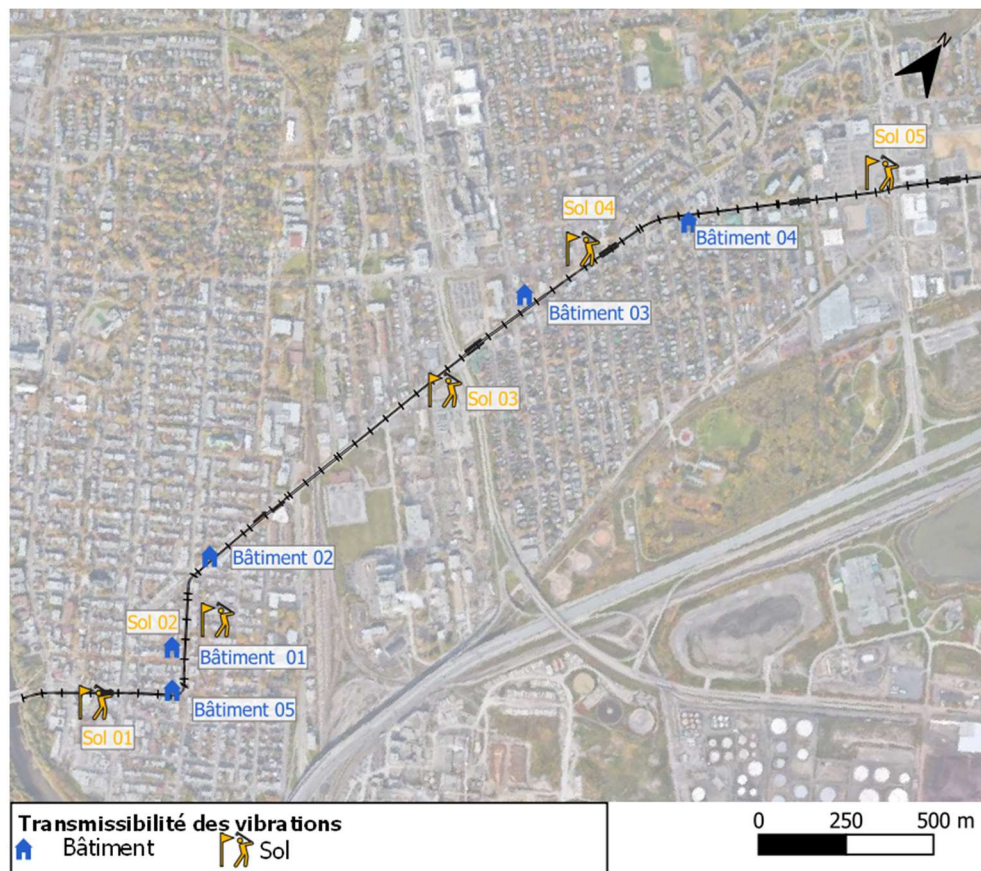 N
Sol 05
Sol 04
Bâtiment 04
Bâtiment 03
Sol 03
Bâtiment 02
Sol 02
Bâtiment 01
Bâtiment 05
Sol 01
Transmissibilité des vibrations
Bâtiment
Sol
0 250 500 m